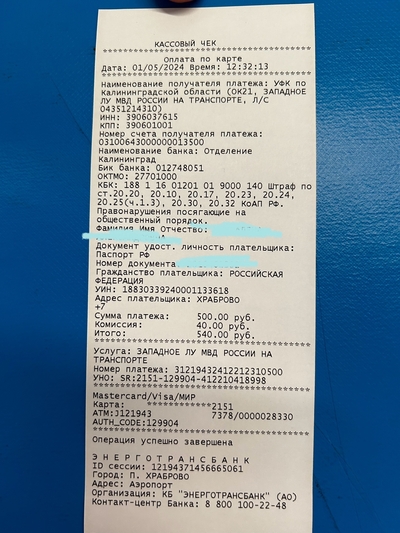 КАССОВЫЙ ЧЕК
****************************************
Оплата по карте
Дата: 01/05/2024 Время: 12:32:13
****************************************
Наименование получателя платежа: УФК по
Калининградской области (ОК21, ЗАПАДНОЕ
ЛУ МВД РОССИИ НА ТРАНСПОРТЕ, Л/С
04351214310)
ИНН: 3906037615
КПП: 390601001
Номер счета получателя платежа:
03100643000000013500
Наименование банка: Отделение
Калининград
Бик банка: 012748051
ОКТМО: 27701000
КБК: 188 1 16 01201 01 9000 140 Штраф по
ст.20.20, 20.10, 20.17, 20.23, 20.24,
20.25(ч.1.3), 20.30, 20.32 КоАП РФ.
Правонарушения посягающие на
общественный порядок.
Фамилия Имя Отчество:
Документ удост. личность плательщика:
Паспорт РФ
Номер документа
Гражданство плательщика: РОССИЙСКАЯ
ФЕДЕРАЦИЯ
УИН: 18830339240001133618
Адрес плательщика: ХРАБРОВО
+7
Сумма платежа: 500.00 руб.
Комиссия: 40.00 руб.
Итого: 540.00 руб.
****************************************
Услуга: ЗАПАДНОЕ ЛУ МВД РОССИИ НА
ТРАНСПОРТЕ
Номер платежа: 31219432412212310500
УНО: SR:2151-129904-412210418998
****************************************
Mastercard/Visa/МИР
Карта: ************2151
ATM:J121943 7378/0000028330
AUTH_CODE:129904
****************************************
Операция успешно завершена
Э Н Е Р Г О Т Р А Н С Б А Н К
ID сессии: 12194371456665061
Город: П. ХРАБРОВО
Адрес: Аэропорт
Организация: КБ "ЭНЕРГОТРАНСБАНК" (АО)
Контакт-центр Банка: 8 800 100-22-48